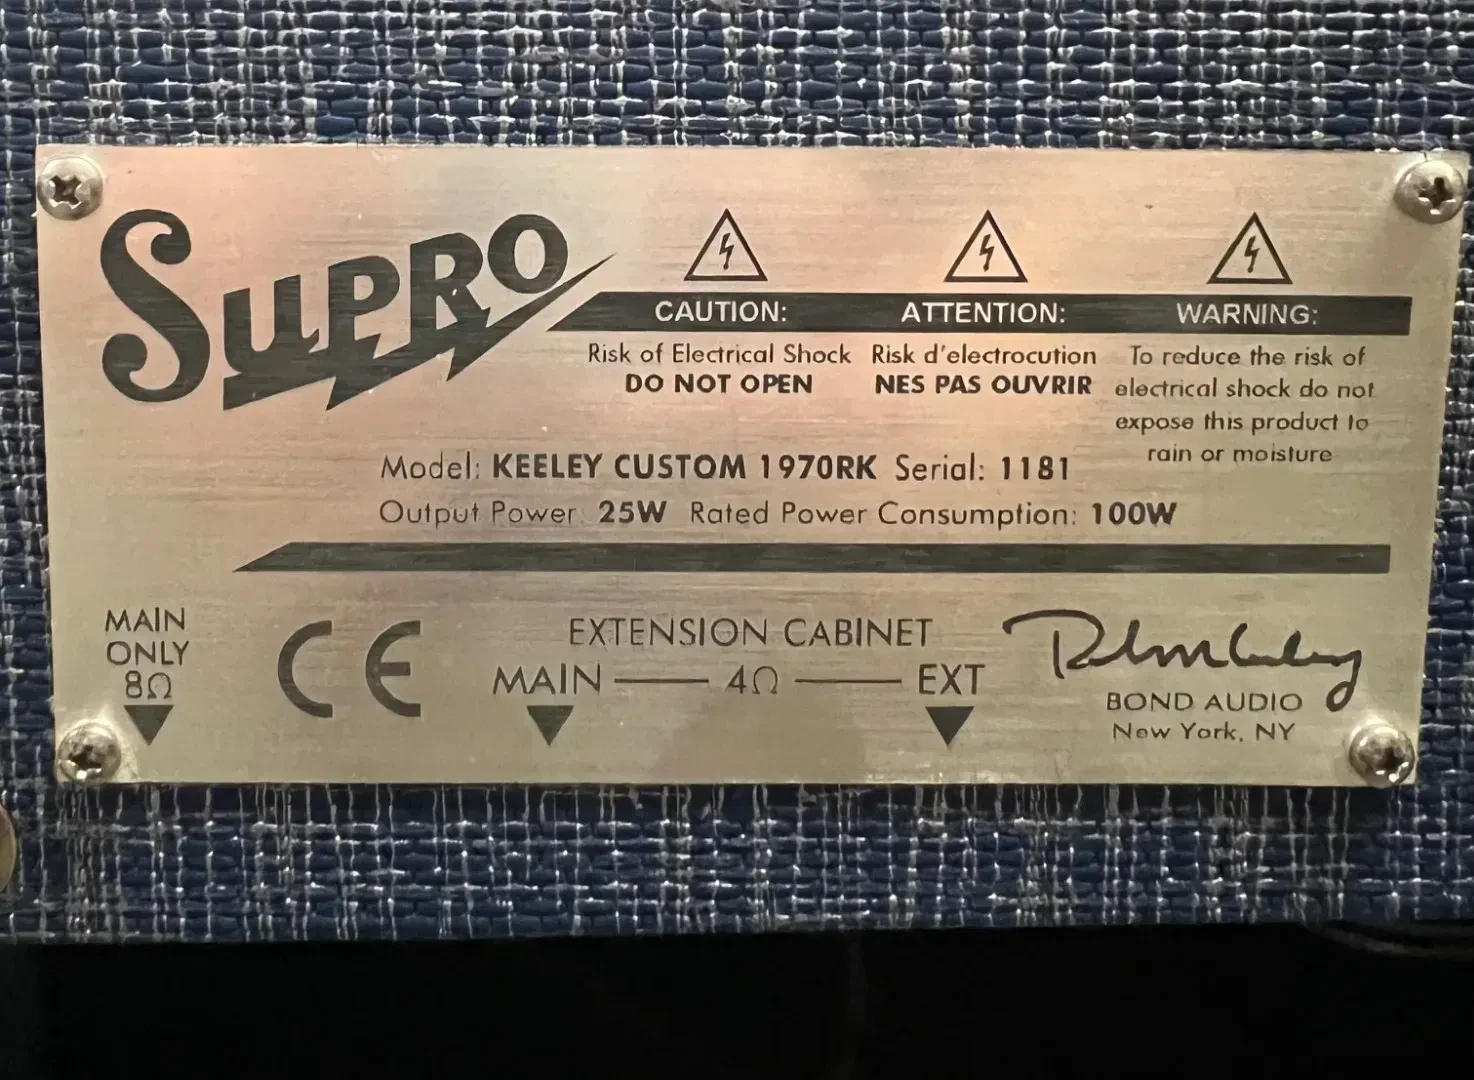 SUPRO
CAUTION: ATTENTION: WARNING:
Risk of Electrical Shock
DO NOT OPEN
Risk d'electrocution
NES PAS OUVRIR
To reduce the risk of
electrical shock do not
expose this product to
rain or moisture
Model: KEELEY CUSTOM 1970RK Serial: 1181
Output Power 25W Rated Power Consumption: 100W
MAIN
ONLY
8Ω
CE
EXTENSION CABINET
MAIN 4Ω EXT
BOND AUDIO
New York, NY